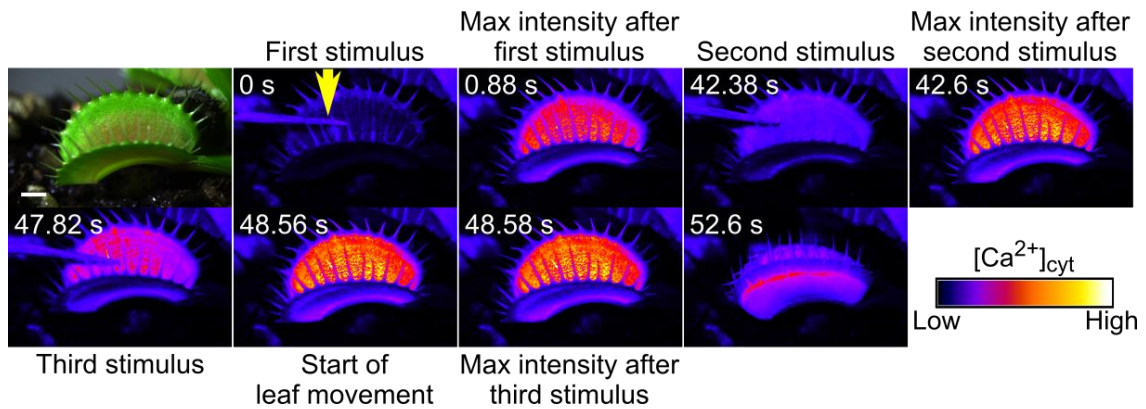 First stimulus
Max intensity after
first stimulus
Second stimulus
Max intensity after
second stimulus
0 s
0.88 s
42.38 s
42.6 s
47.82 s
48.56 s
48.58 s
52.6 s
[Ca²⁺]cyt
Low
High
Third stimulus
Start of
leaf movement
Max intensity after
third stimulus